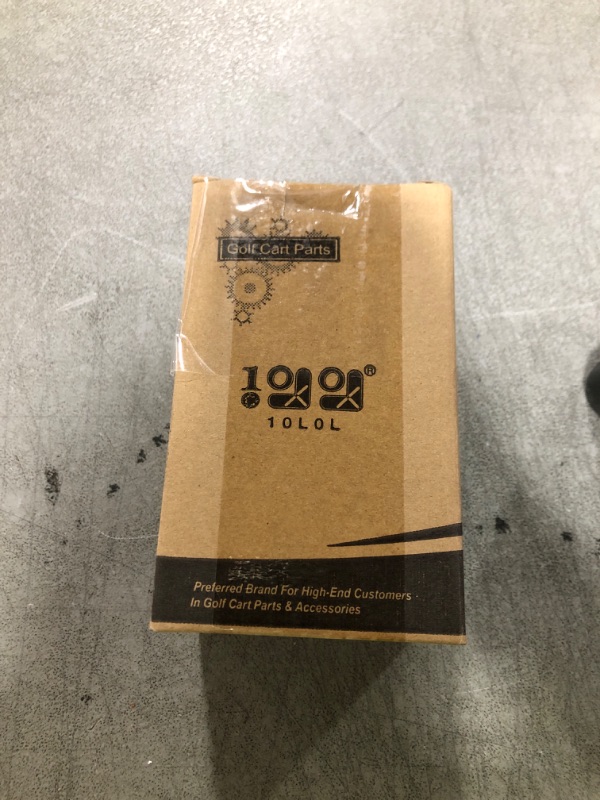 Golf Cart Parts
10L0L
Preferred Brand For High-End Customers
In Golf Cart Parts & Accessories